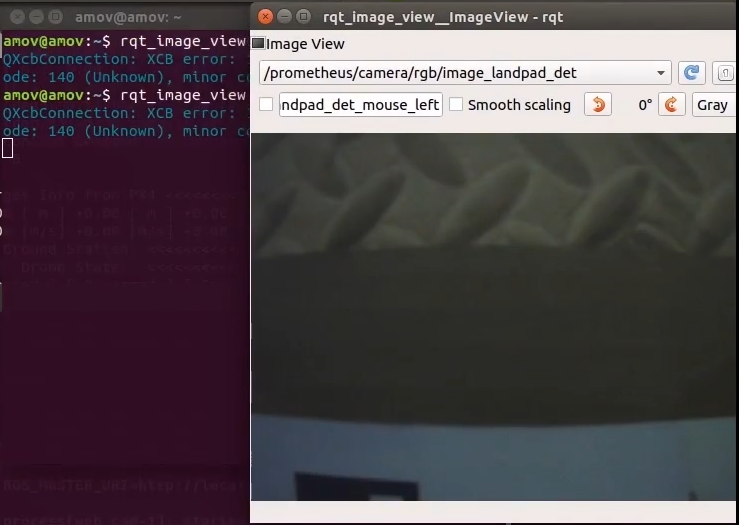 amov@amov: ~
amov@amov:~$ rqt_image_view
QXcbConnection: XCB error:
ode: 140 (Unknown), minor co
amov@amov:~$ rqt_image_view
QXcbConnection: XCB error:
ode: 140 (Unknown), minor co
rqt_image_view__ImageView - rqt
Image View
/prometheus/camera/rgb/image_landpad_det
ndpad_det_mouse_left
Smooth scaling
0°
Gray